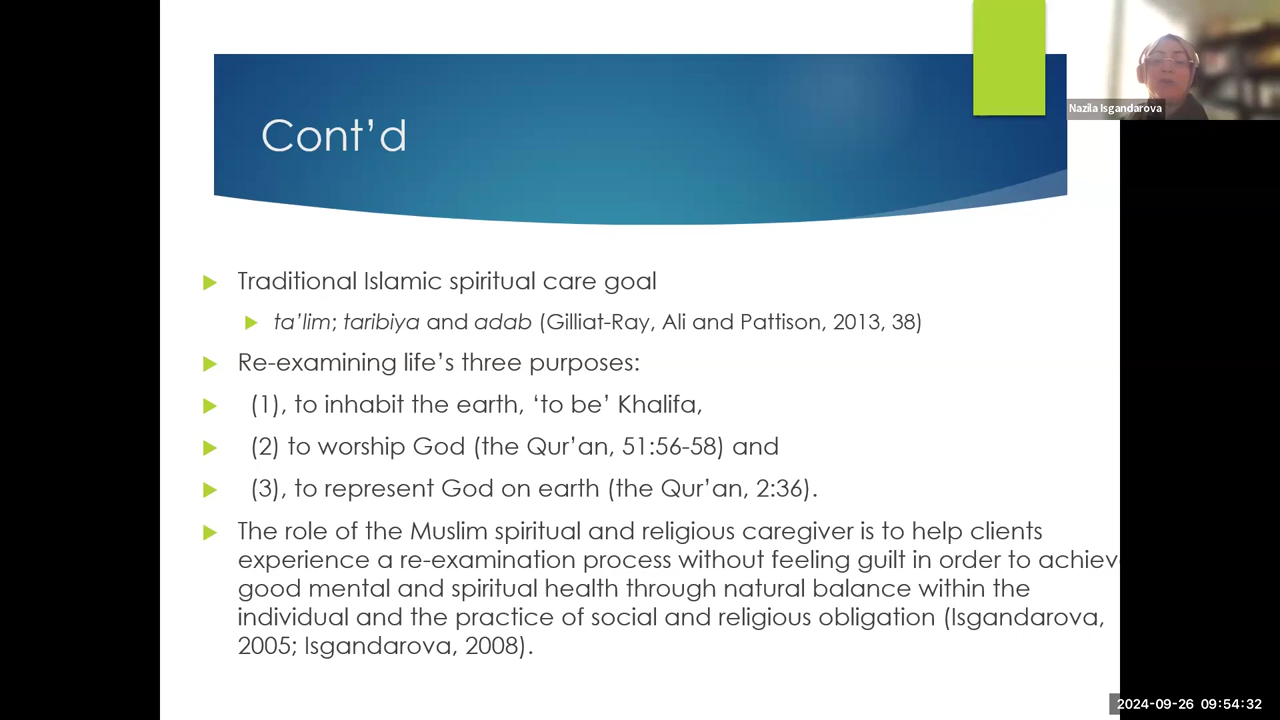 Cont’d
Nazila Isgandarova
Traditional Islamic spiritual care goal
ta’lim; taribiya and adab (Gilliat-Ray, Ali and Pattison, 2013, 38)
Re-examining life’s three purposes:
(1), to inhabit the earth, ‘to be’ Khalifa,
(2) to worship God (the Qur’an, 51:56-58) and
(3), to represent God on earth (the Qur’an, 2:36).
The role of the Muslim spiritual and religious caregiver is to help clients
experience a re-examination process without feeling guilt in order to achiev
good mental and spiritual health through natural balance within the
individual and the practice of social and religious obligation (Isgandarova,
2005; Isgandarova, 2008).
2024-09-26 09:54:32